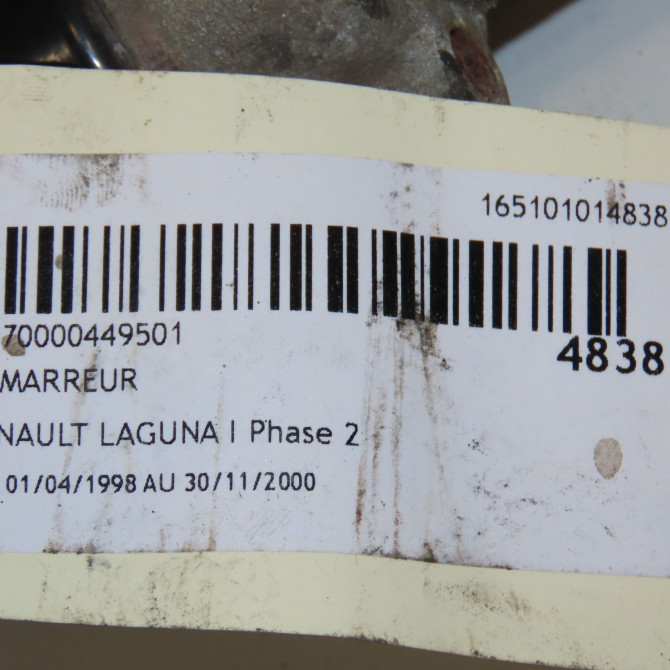 165101014838
70000449501
4838
MARREUR
NAULT LAGUNA I Phase 2
01/04/1998 AU 30/11/2000